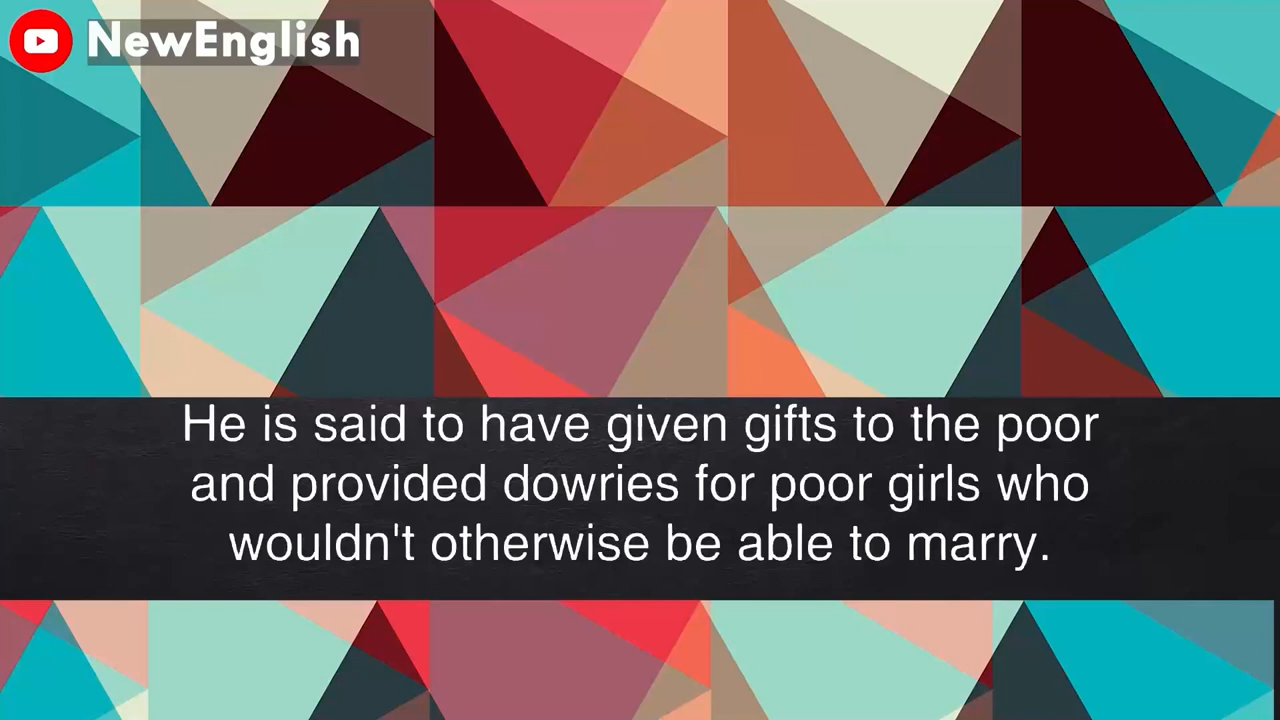 NewEnglish
He is said to have given gifts to the poor
and provided dowries for poor girls who
wouldn't otherwise be able to marry.